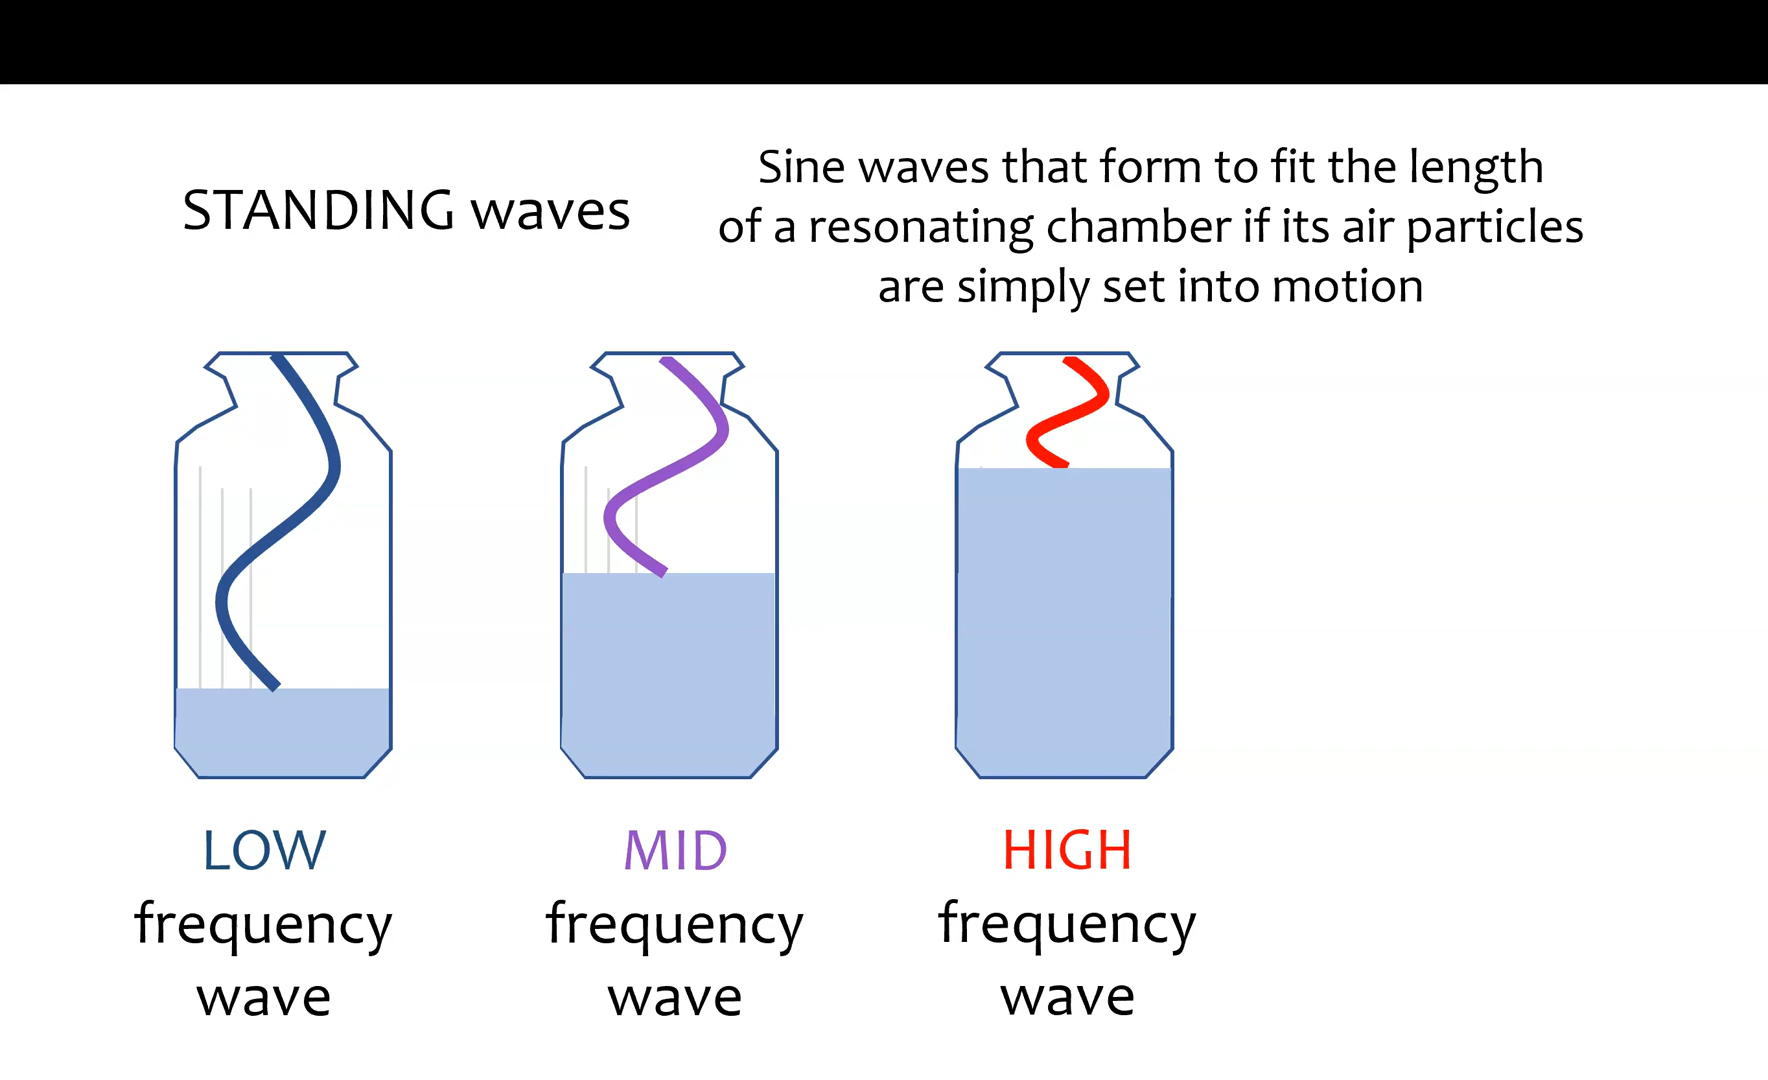 STANDING waves
Sine waves that form to fit the length
of a resonating chamber if its air particles
are simply set into motion
LOW
frequency
wave
MID
frequency
wave
HIGH
frequency
wave